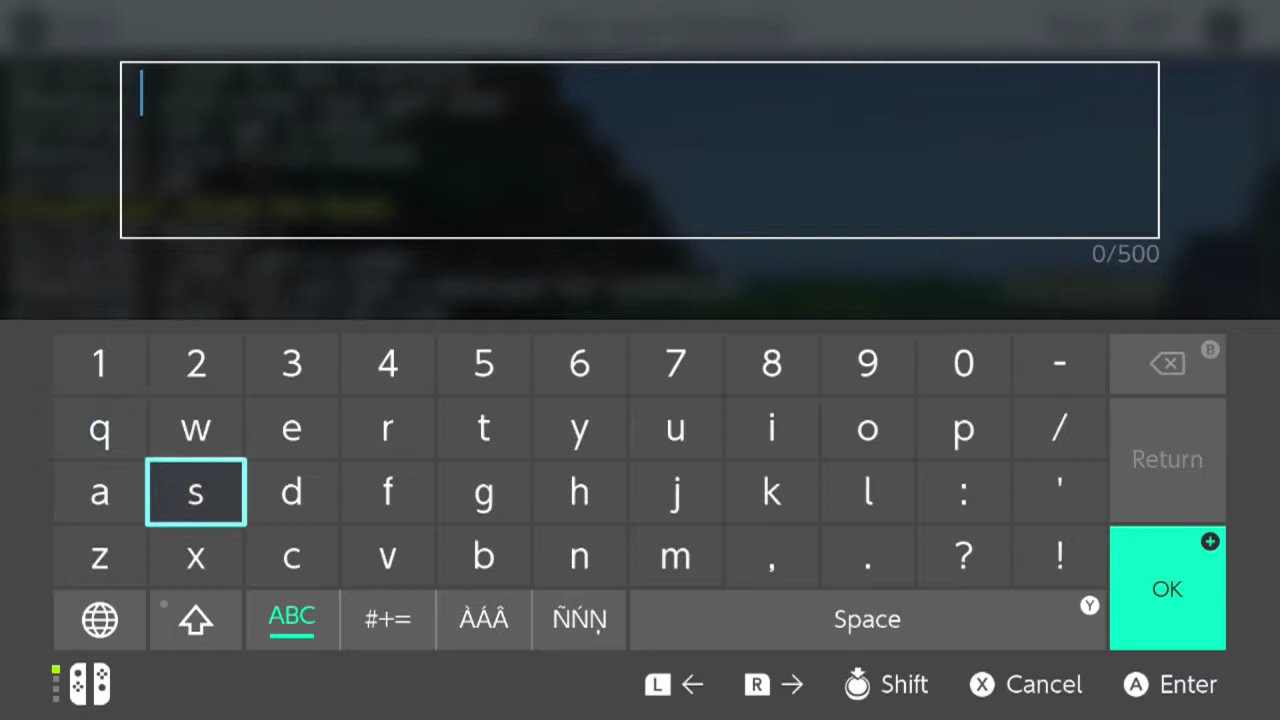 0/500
1 2 3 4 5 6 7 8 9 0 - B
q w e r t y u i o p /
a s d f g h j k l : ' Return
z x c v b n m , . ? ! +
ABC #+= ÀÁÂ ÑŃŅ Space Y OK
L ← R → Shift X Cancel A Enter